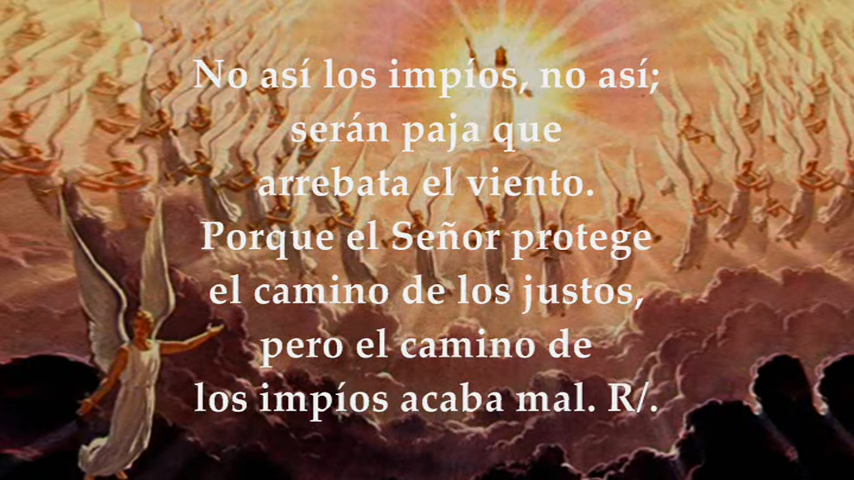 No así los impíos, no así;
serán paja que
arrebata el viento.
Porque el Señor protege
el camino de los justos,
pero el camino de
los impíos acaba mal. R/.